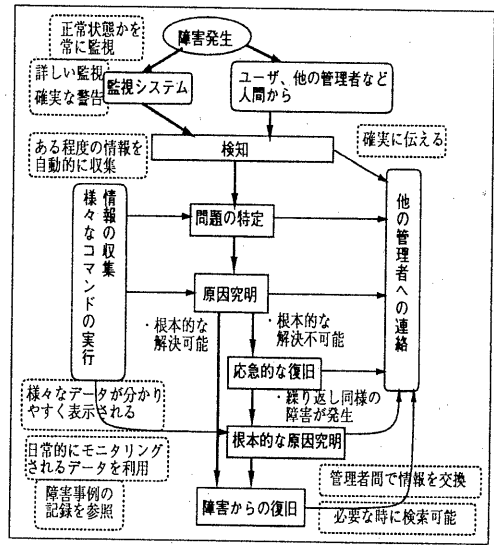 正常状態かを
常に監視
障害発生
詳しい監視
確実な警告
監視システム
ユーザ、他の管理者など
人間から
ある程度の情報を
自動的に収集
検知
確実に伝える
情報の収集
様々なコマンドの実行
問題の特定
他の管理者への連絡
原因究明
・根本的な
解決可能
・根本的な
解決不可能
応急的な復旧
・繰り返し同様の
障害が発生
様々なデータが分かり
やすく表示される
根本的な原因究明
日常的にモニタリング
されるデータを利用
障害事例の
記録を参照
障害からの復旧
管理者間で情報を交換
必要な時に検索可能